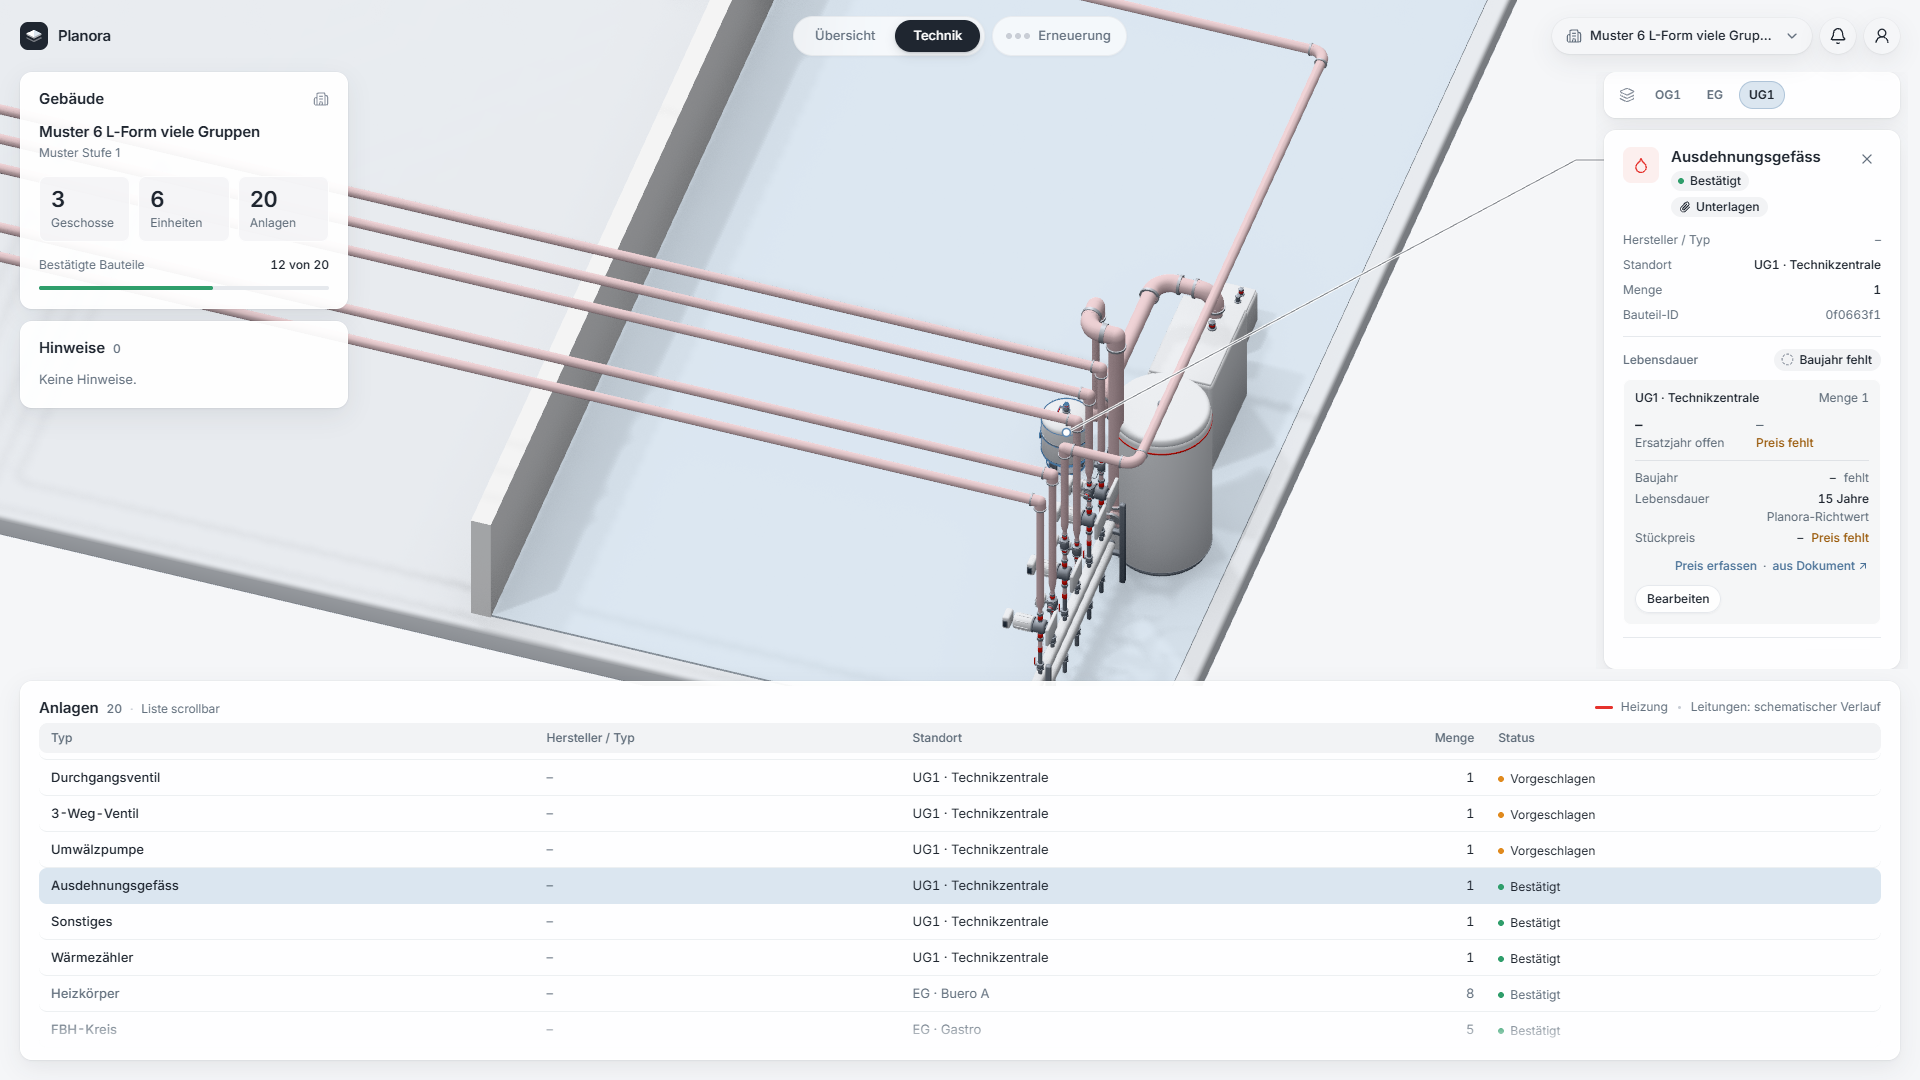 Planora
Übersicht
Technik
Erneuerung
Muster 6 L-Form viele Grup...
Gebäude
Muster 6 L-Form viele Gruppen
Muster Stufe 1
3 6 20
Geschosse Einheiten Anlagen
Bestätigte Bauteile 12 von 20
Hinweise 0
Keine Hinweise.
OG1 EG UG1
Ausdehnungsgefäss
Bestätigt
Unterlagen
Hersteller / Typ –
Standort UG1 · Technikzentrale
Menge 1
Bauteil-ID 0f0663f1
Lebensdauer Baujahr fehlt
UG1 · Technikzentrale Menge 1
– –
Ersatzjahr offen Preis fehlt
Baujahr – fehlt
Lebensdauer 15 Jahre
Planora-Richtwert
Stückpreis – Preis fehlt
Preis erfassen · aus Dokument ↗
Bearbeiten
Anlagen 20 · Liste scrollbar
Heizung • Leitungen: schematischer Verlauf
Typ Hersteller / Typ Standort Menge Status
Durchgangsventil – UG1 · Technikzentrale 1 Vorgeschlagen
3-Weg-Ventil – UG1 · Technikzentrale 1 Vorgeschlagen
Umwälzpumpe – UG1 · Technikzentrale 1 Vorgeschlagen
Ausdehnungsgefäss – UG1 · Technikzentrale 1 Bestätigt
Sonstiges – UG1 · Technikzentrale 1 Bestätigt
Wärmezähler – UG1 · Technikzentrale 1 Bestätigt
Heizkörper – EG · Buero A 8 Bestätigt
FBH-Kreis – EG · Gastro 5 Bestätigt